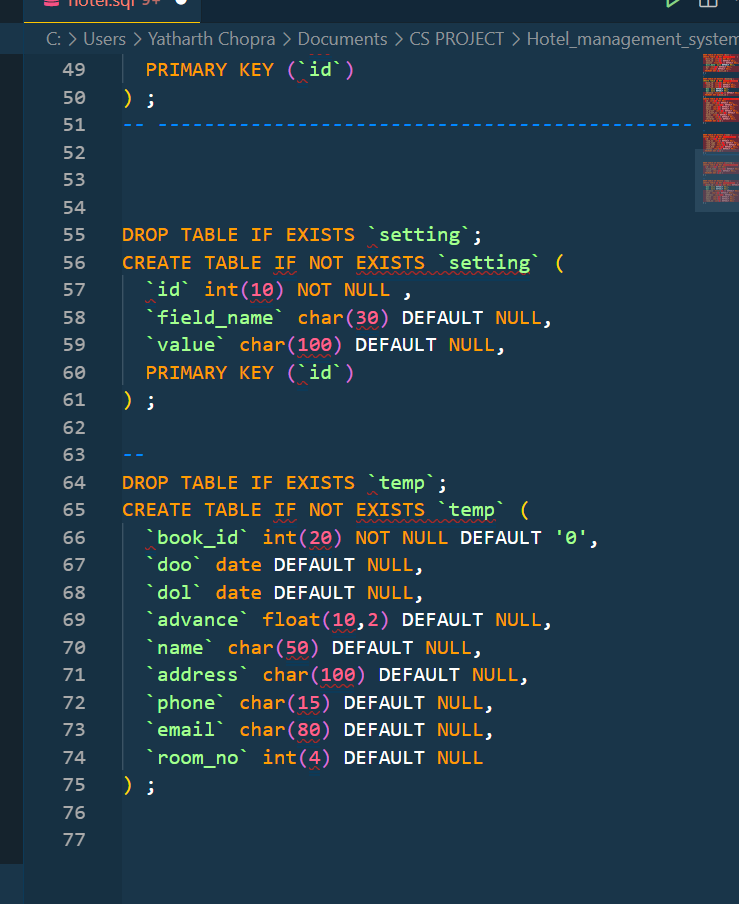 hotel.sql 9+
C: > Users > Yatharth Chopra > Documents > CS PROJECT > Hotel_management_system
49 PRIMARY KEY (`id`)
50 ) ;
51 -- ----------------------------------------------
52
53
54
55 DROP TABLE IF EXISTS `setting`;
56 CREATE TABLE IF NOT EXISTS `setting` (
57 `id` int(10) NOT NULL ,
58 `field_name` char(30) DEFAULT NULL,
59 `value` char(100) DEFAULT NULL,
60 PRIMARY KEY (`id`)
61 ) ;
62
63 --
64 DROP TABLE IF EXISTS `temp`;
65 CREATE TABLE IF NOT EXISTS `temp` (
66 `book_id` int(20) NOT NULL DEFAULT '0',
67 `doo` date DEFAULT NULL,
68 `dol` date DEFAULT NULL,
69 `advance` float(10,2) DEFAULT NULL,
70 `name` char(50) DEFAULT NULL,
71 `address` char(100) DEFAULT NULL,
72 `phone` char(15) DEFAULT NULL,
73 `email` char(80) DEFAULT NULL,
74 `room_no` int(4) DEFAULT NULL
75 ) ;
76
77